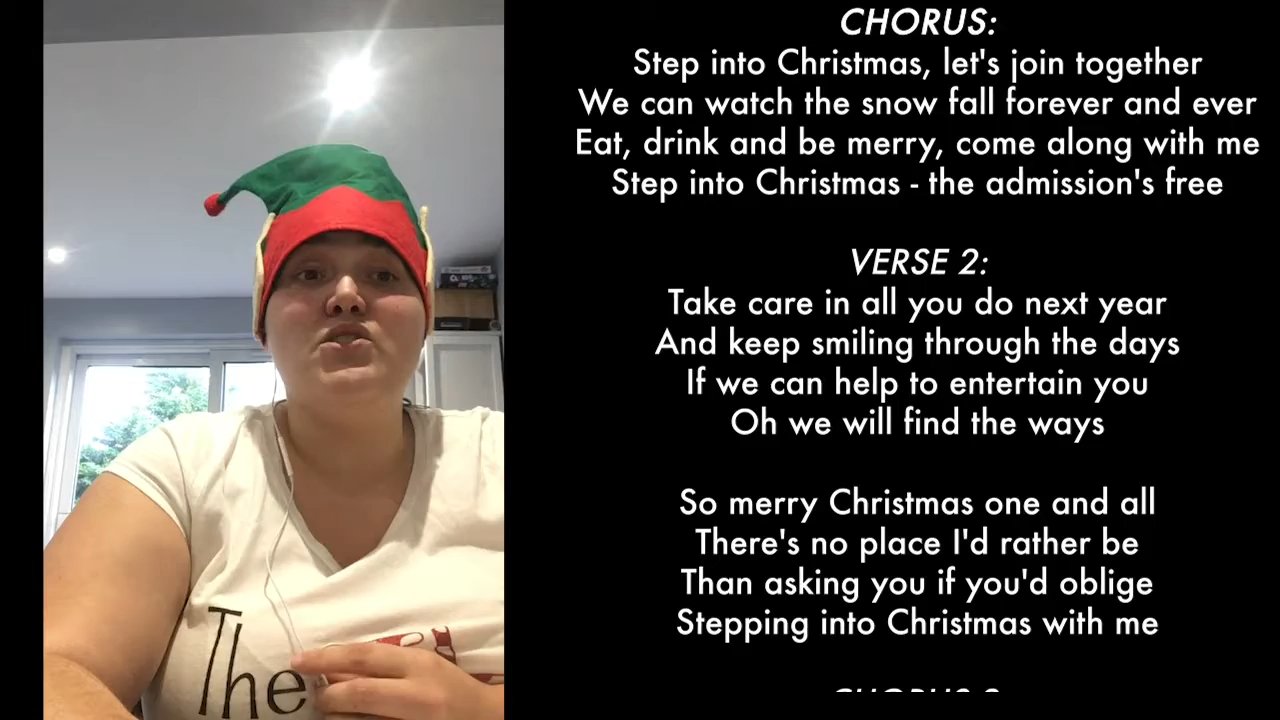 CHORUS:
Step into Christmas, let's join together
We can watch the snow fall forever and ever
Eat, drink and be merry, come along with me
Step into Christmas - the admission's free
VERSE 2:
Take care in all you do next year
And keep smiling through the days
If we can help to entertain you
Oh we will find the ways
So merry Christmas one and all
There's no place I'd rather be
Than asking you if you'd oblige
Stepping into Christmas with me
The